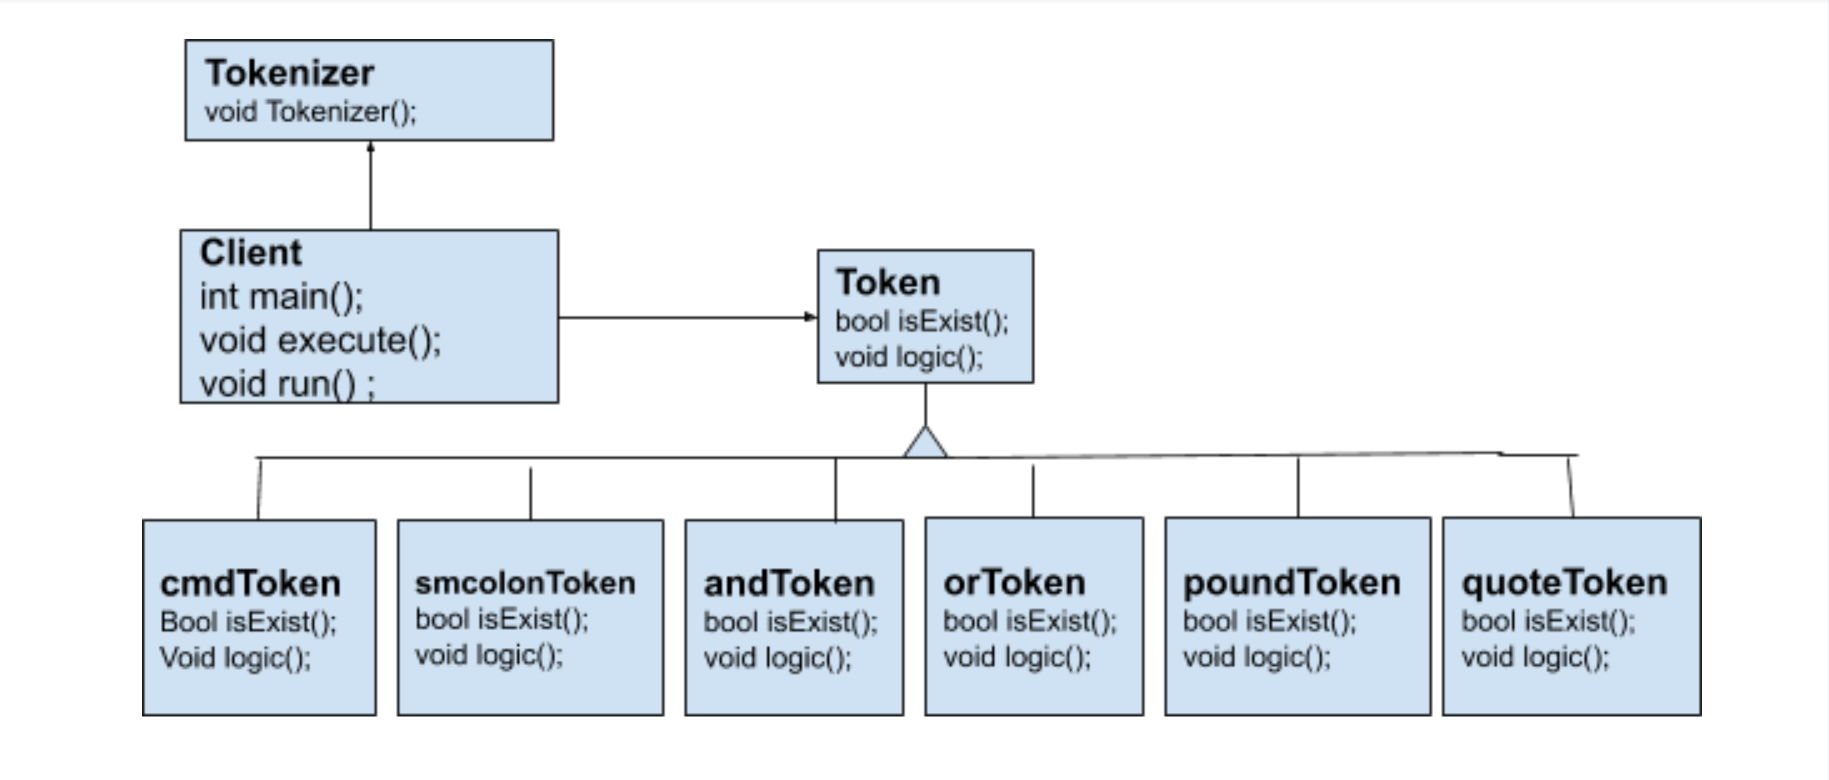 Tokenizer
void Tokenizer();
Client
int main();
void execute();
void run() ;
Token
bool isExist();
void logic();
cmdToken
Bool isExist();
Void logic();
smcolonToken
bool isExist();
void logic();
andToken
bool isExist();
void logic();
orToken
bool isExist();
void logic();
poundToken
bool isExist();
void logic();
quoteToken
bool isExist();
void logic();